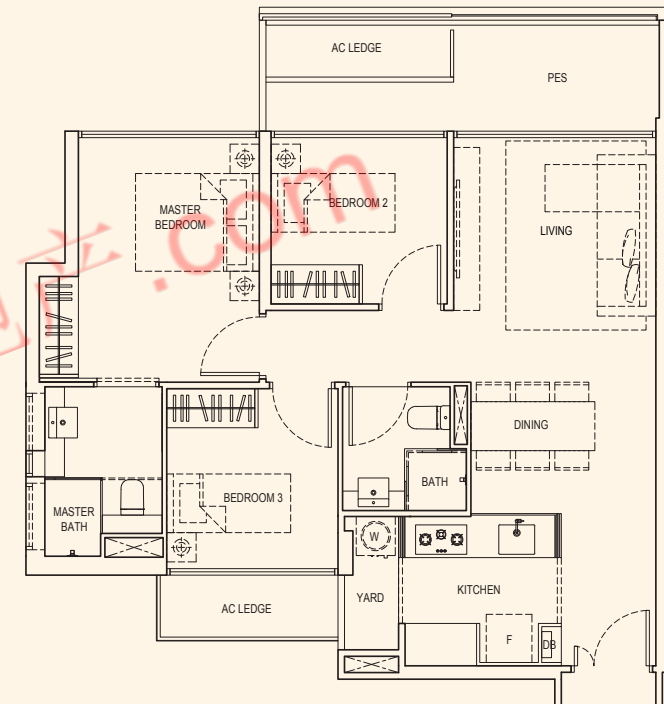 AC LEDGE
PES
MASTER
BEDROOM
BEDROOM 2
LIVING
.com
DINING
BATH
MASTER
BATH
BEDROOM 3
W
YARD
KITCHEN
AC LEDGE
F
DB